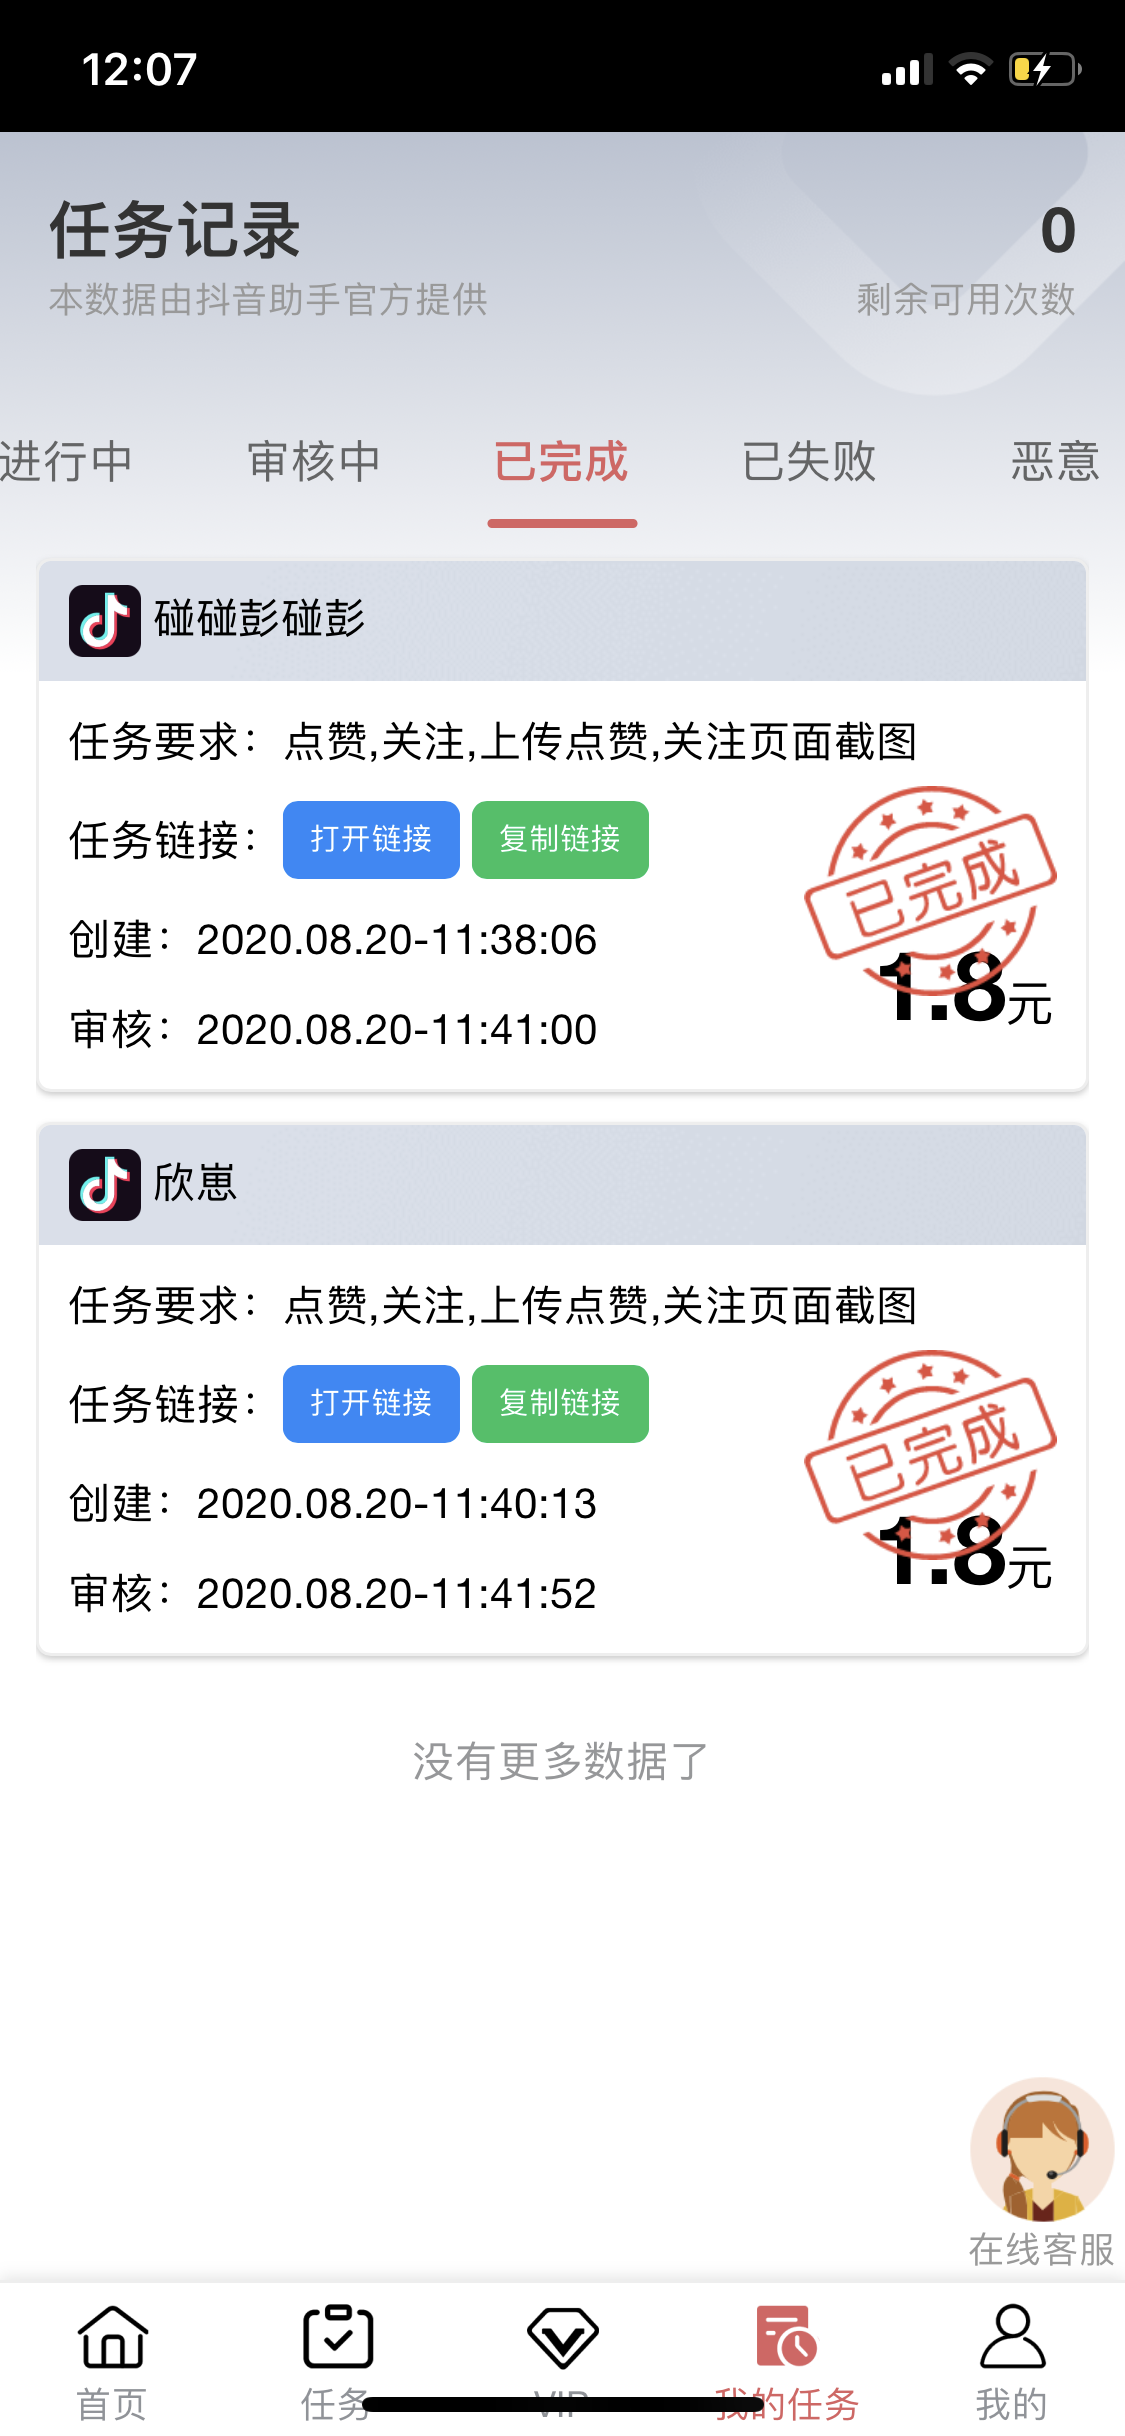 12:07
任务记录
0
本数据由抖音助手官方提供
剩余可用次数
进行中 审核中 已完成 已失败 恶意
碰碰彭碰彭
任务要求：点赞,关注,上传点赞,关注页面截图
任务链接：打开链接 复制链接
已完成
创建：2020.08.20-11:38:06
1.8元
审核：2020.08.20-11:41:00
欣崽
任务要求：点赞,关注,上传点赞,关注页面截图
任务链接：打开链接 复制链接
已完成
创建：2020.08.20-11:40:13
1.8元
审核：2020.08.20-11:41:52
没有更多数据了
在线客服
首页 任务 VIP 我的任务 我的